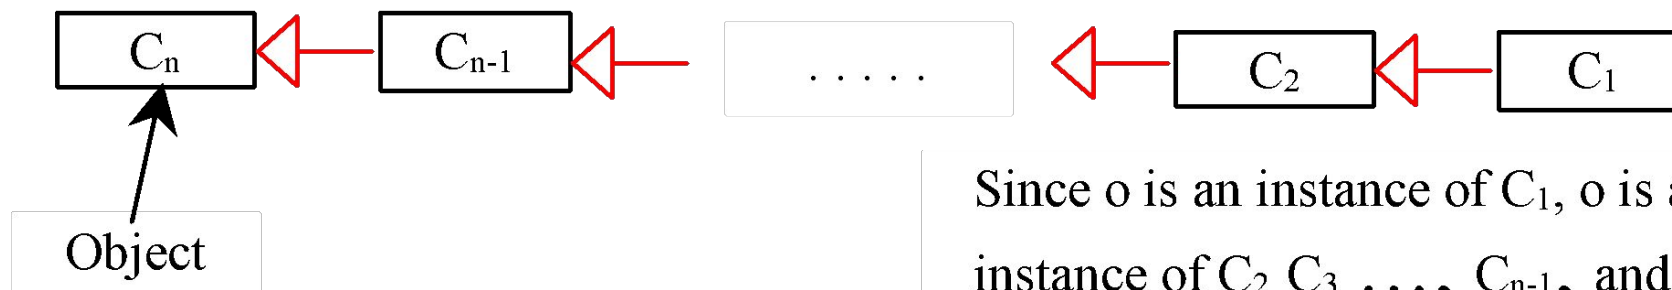 Cₙ Cₙ₋₁ . . . . . C₂ C₁
Since o is an instance of C₁, o is
Object
instance of C₂ C₃ . . . ., Cₙ₋₁, and